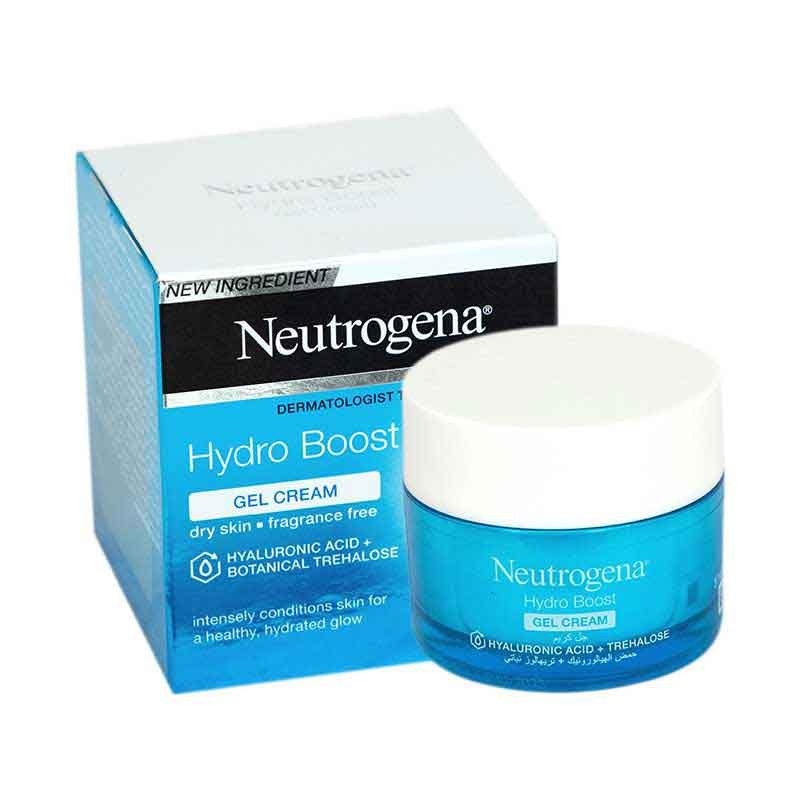 Neutrogena
Hydro Boost
Gel Cream
NEW INGREDIENT
Neutrogena®
DERMATOLOGIST
Hydro Boost
GEL CREAM
dry skin ▪ fragrance free
HYALURONIC ACID +
BOTANICAL TREHALOSE
intensely conditions skin for
a healthy, hydrated glow
Neutrogena®
Hydro Boost
GEL CREAM
جل كريم
HYALURONIC ACID + TREHALOSE
حمض الهيالورونيك + تريهالوز نباتي